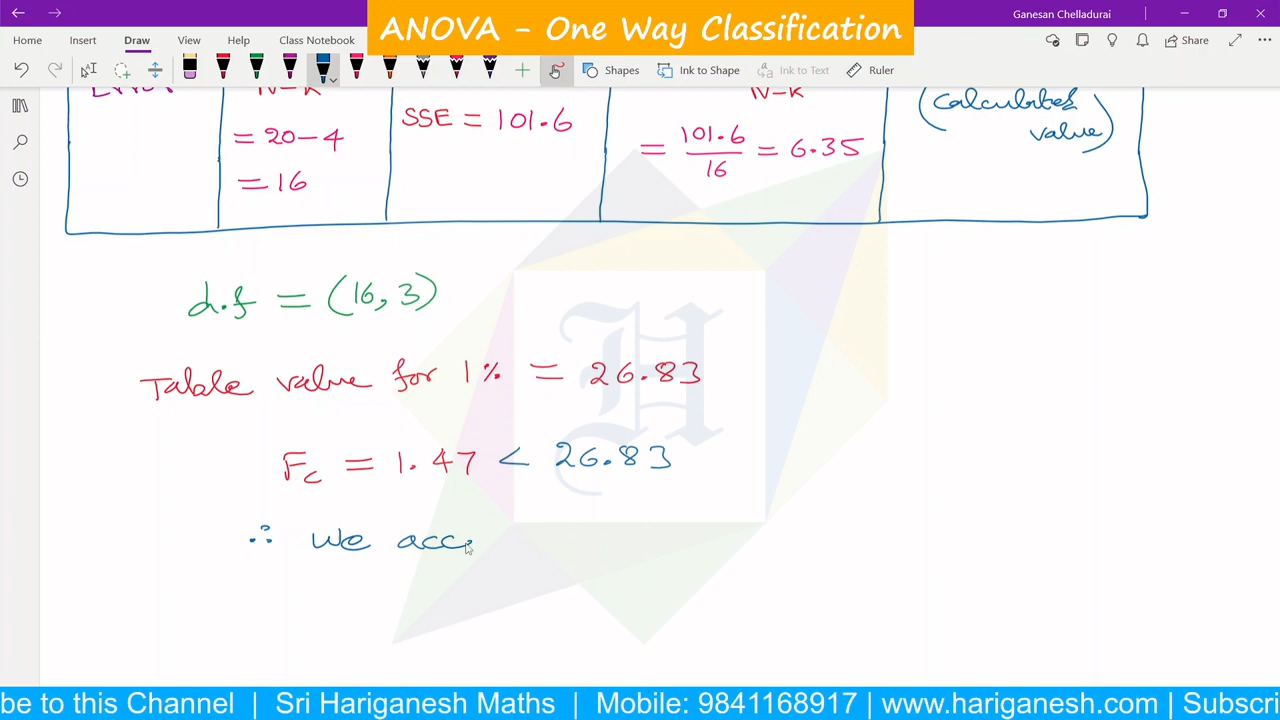 ANOVA - One Way Classification
Ganesan Chelladurai
Home Insert Draw View Help Class Notebook Share
Shapes Ink to Shape Ink to Text Ruler
N-K
= 20-4
= 16
SSE = 101.6
N-K
= 101.6 / 16 = 6.35
(Calculated value)
d.f = (16, 3)
Table value for 1% = 26.83
Fc = 1.47 < 26.83
∴ We acc
be to this Channel | Sri Hariganesh Maths | Mobile: 9841168917 | www.hariganesh.com | Subscri